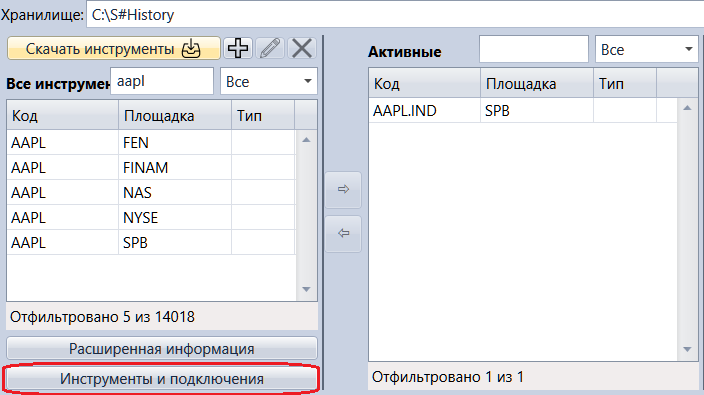 Хранилище: C:\S#History
Скачать инструменты
Все инструмен aapl Все
Код Площадка Тип
AAPL FEN
AAPL FINAM
AAPL NAS
AAPL NYSE
AAPL SPB
Отфильтровано 5 из 14018
Расширенная информация
Инструменты и подключения
Активные Все
Код Площадка Тип
AAPL.IND SPB
Отфильтровано 1 из 1